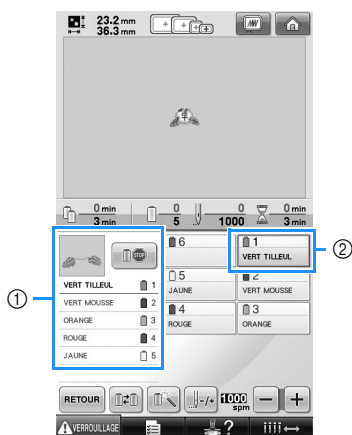 23.2 mm
36.3 mm
0 min
3 min
0
5
0
1000
0 min
3 min
STOP
VERT TILLEUL 1
VERT MOUSSE 2
ORANGE 3
ROUGE 4
JAUNE 5
6
1
VERT TILLEUL
5
JAUNE
2
VERT MOUSSE
4
ROUGE
3
ORANGE
①
②
RETOUR
-/+
1000
spm
-
+
VERROUILLAGE
?